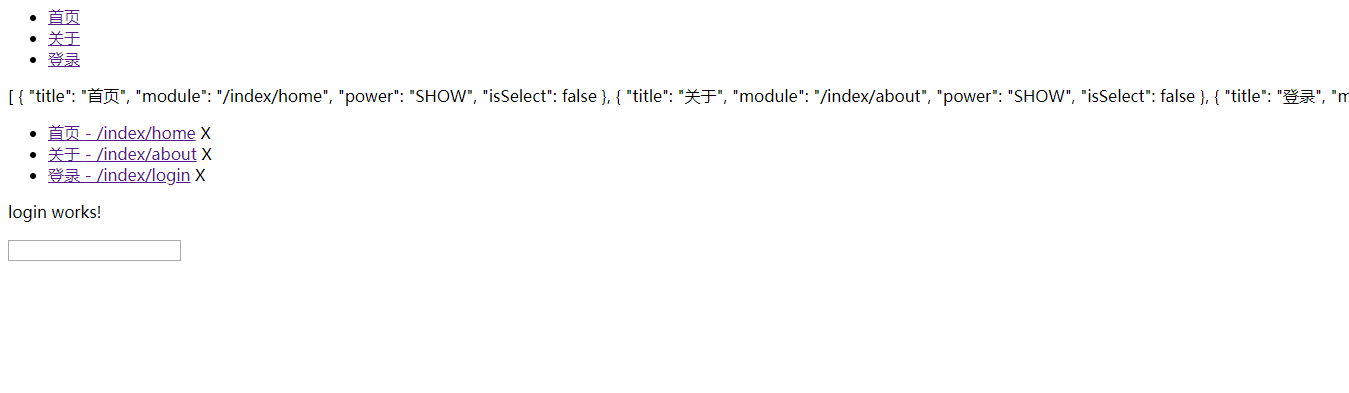 首页
关于
登录
[ { "title": "首页", "module": "/index/home", "power": "SHOW", "isSelect": false }, { "title": "关于", "module": "/index/about", "power": "SHOW", "isSelect": false }, { "title": "登录", "m
首页 - /index/home X
关于 - /index/about X
登录 - /index/login X
login works!